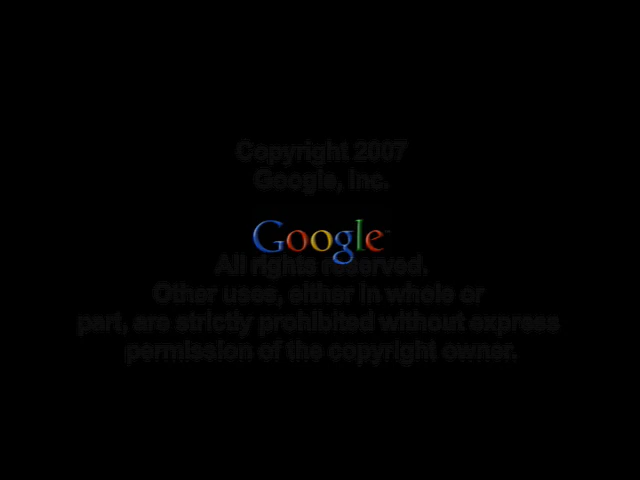 Copyright 2007
Google, Inc.
Google™
All rights reserved.
Other uses, either in whole or
part, are strictly prohibited without express
permission of the copyright owner.